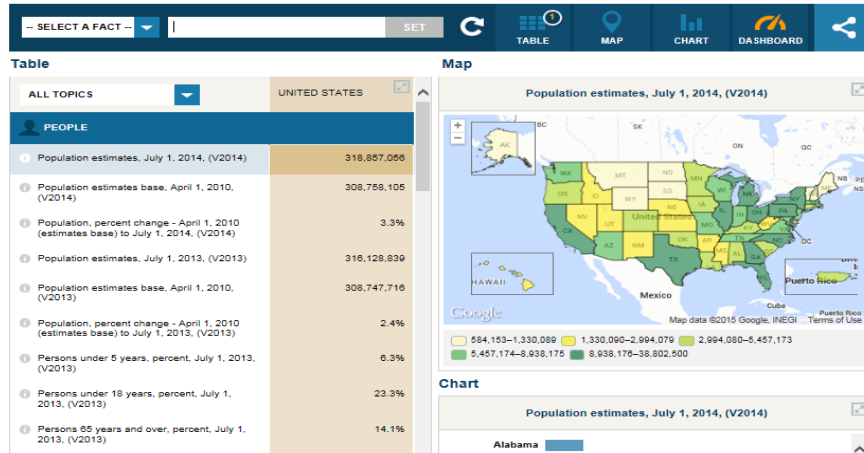 -- SELECT A FACT --
SET
TABLE
1
MAP
CHART
DASHBOARD
Table
ALL TOPICS
UNITED STATES
PEOPLE
Population estimates, July 1, 2014, (V2014)
318,857,056
Population estimates base, April 1, 2010,
(V2014)
308,758,105
Population, percent change - April 1, 2010
(estimates base) to July 1, 2014, (V2014)
3.3%
Population estimates, July 1, 2013, (V2013)
316,128,839
Population estimates base, April 1, 2010,
(V2013)
308,747,716
Population, percent change - April 1, 2010
(estimates base) to July 1, 2013, (V2013)
2.4%
Persons under 5 years, percent, July 1, 2013,
(V2013)
6.3%
Persons under 18 years, percent, July 1,
2013, (V2013)
23.3%
Persons 65 years and over, percent, July 1,
2013, (V2013)
14.1%
Map
Population estimates, July 1, 2014, (V2014)
+
−
BC
SK
ON
QC
NB
PE
NS
AK
WA
MT
ND
MN
OR
ID
SD
WI
MI
WY
NY
ME
NV
UT
NE
IA
IL
IN
OH
PA
United States
CA
MO
KY
AZ
NM
OK
AR
TN
NC
DC
TX
MS
AL
GA
HAWAII
Puerto Rico
Mexico
Cuba
Puerto Rico
Google
Map data ©2015 Google, INEGI
Terms of Use
584,153–1,330,089
1,330,090–2,994,079
2,994,080–5,457,173
5,457,174–8,938,175
8,938,176–38,802,500
Chart
Population estimates, July 1, 2014, (V2014)
Alabama